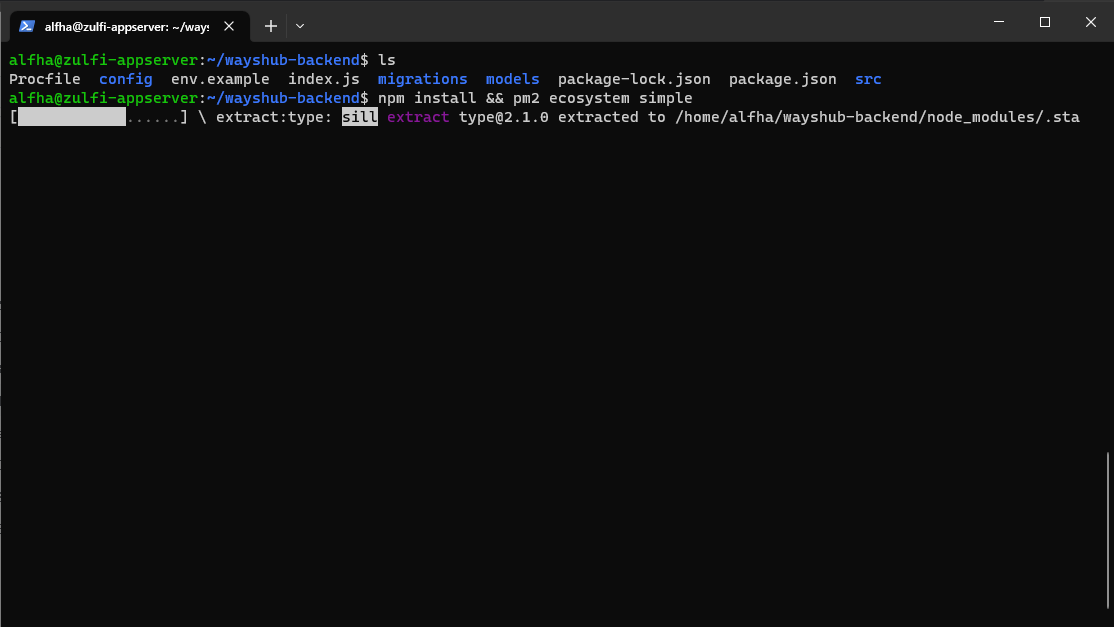 alfha@zulfi-appserver: ~/ways
alfha@zulfi-appserver:~/wayshub-backend$ ls
Procfile config env.example index.js migrations models package-lock.json package.json src
alfha@zulfi-appserver:~/wayshub-backend$ npm install && pm2 ecosystem simple
[ ......] \ extract:type: sill extract type@2.1.0 extracted to /home/alfha/wayshub-backend/node_modules/.sta